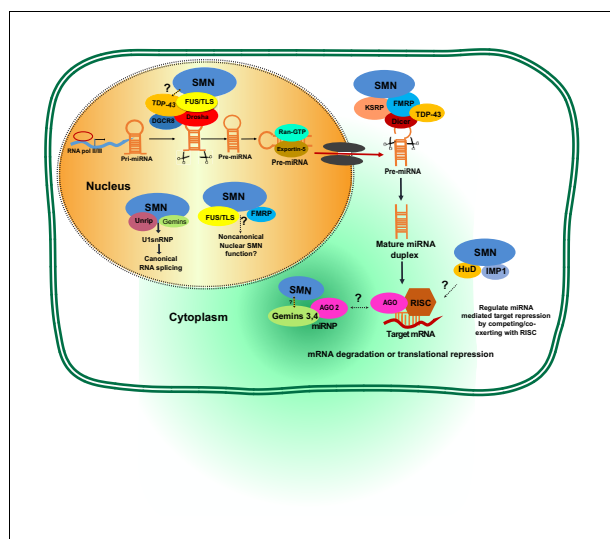 SMN
?
TDP-43
FUS/TLS
DGCR8
Drosha
RNA pol II/III
Pri-miRNA
Pre-miRNA
Ran-GTP
Exportin-5
Pre-miRNA
Nucleus
SMN
Unrip
Gemins
U1snRNP
Canonical
RNA splicing
SMN
FUS/TLS
?
FMRP
Noncanonical
Nuclear SMN
function?
SMN
KSRP
FMRP
TDP-43
Dicer
Pre-miRNA
Mature miRNA
duplex
SMN
HuD
IMP1
?
Regulate miRNA
mediated target repression
by competing/co-
exerting with RISC
SMN
?
AGO 2
Gemins 3,4
miRNP
?
AGO
RISC
Target mRNA
Cytoplasm
mRNA degradation or translational repression